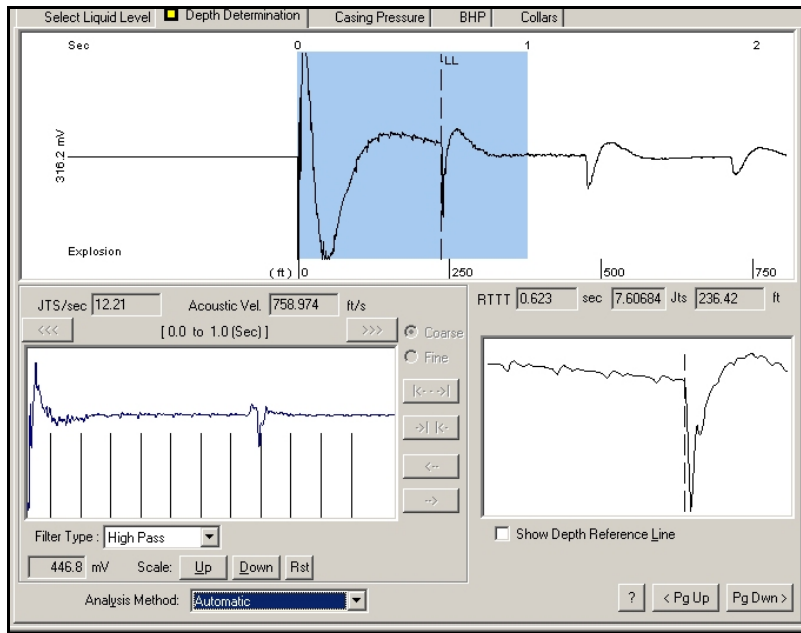 Select Liquid Level Depth Determination Casing Pressure BHP Collars
Sec 0 1 2
LL
316.2 mV
Explosion
(ft) 0 250 500 750
JTS/sec 12.21 Acoustic Vel. 758.974 ft/s
RTTT 0.623 sec 7.60684 Jts 236.42 ft
<<< [ 0.0 to 1.0 (Sec) ] >>>
Coarse
Fine
|<--->|
->| |<-
<--
-->
Filter Type : High Pass
Show Depth Reference Line
446.8 mV Scale: Up Down Rst
Analysis Method: Automatic
? < Pg Up Pg Dwn >